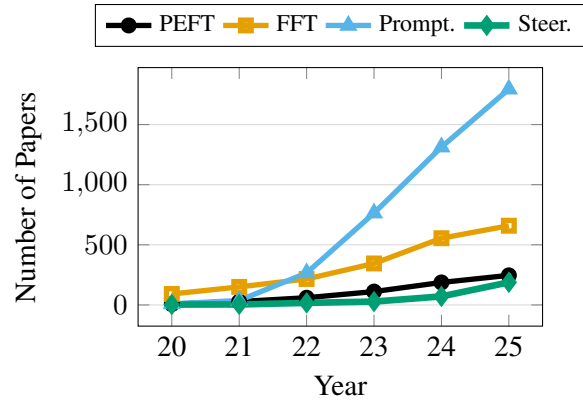 PEFT FFT Prompt. Steer.
Number of Papers
1,500
1,000
500
0
20 21 22 23 24 25
Year